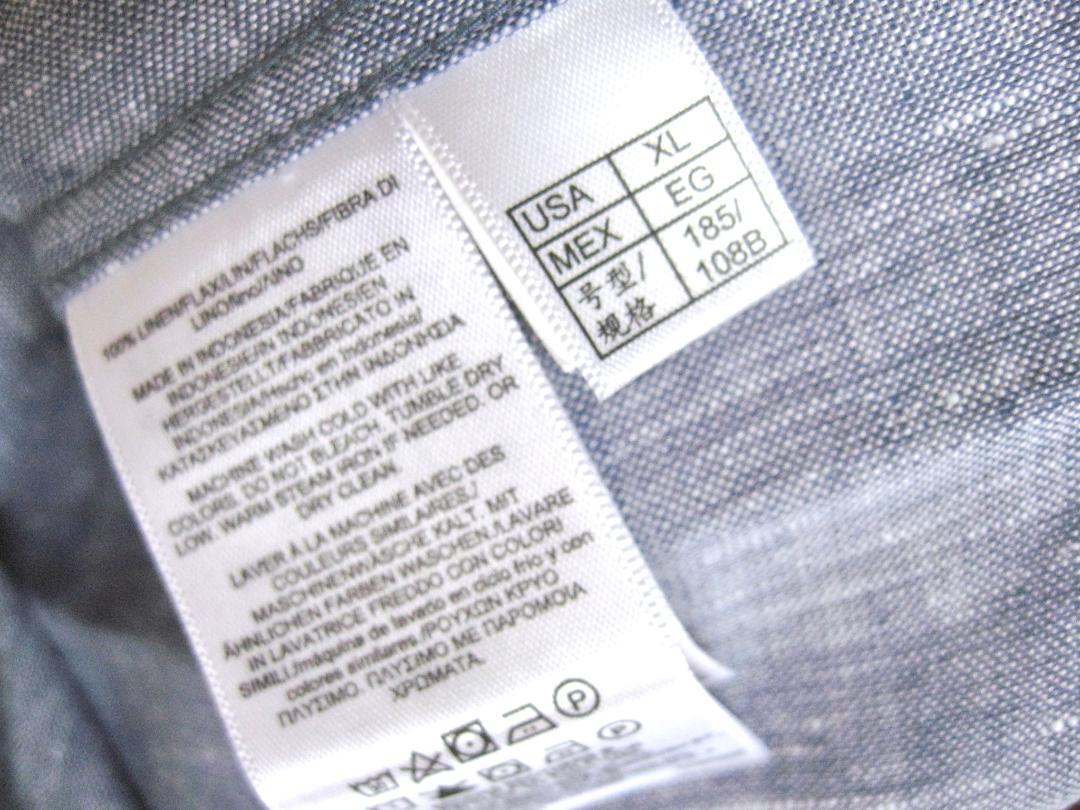 100% LINEN/FLAX/LIN/FLACHS/FIBRA DI
LINO/lino/ΛΙΝΟ
MADE IN INDONESIA/FABRIQUE EN
INDONESIE/IN INDONESIEN
HERGESTELLT/FABBRICATO IN
INDONESIA/Hecho en Indonesia/
ΚΑΤΑΣΚΕΥΑΣΜΕΝΟ ΣΤΗΝ ΙΝΔΟΝΗΣΙΑ
MACHINE WASH COLD WITH LIKE
COLORS. DO NOT BLEACH. TUMBLE DRY
LOW. WARM STEAM IRON IF NEEDED. OR
DRY CLEAN.
LAVER À LA MACHINE AVEC DES
COULEURS SIMILAIRES./
MASCHINENWÄSCHE KALT. MIT
ÄHNLICHEN FARBEN WASCHEN./LAVARE
IN LAVATRICE FREDDO CON COLORI
SIMILI/máquina de lavado en ciclo frio y con
colores similares./ΡΟΥΧΩΝ ΚΡΥΟ
ΠΛΥΣΙΜΟ. ΠΛΥΣΙΜΟ ΜΕ ΠΑΡΟΜΟΙΑ
ΧΡΩΜΑΤΑ.
P
USA XL
MEX EG
号型/ 185/
规格 108B